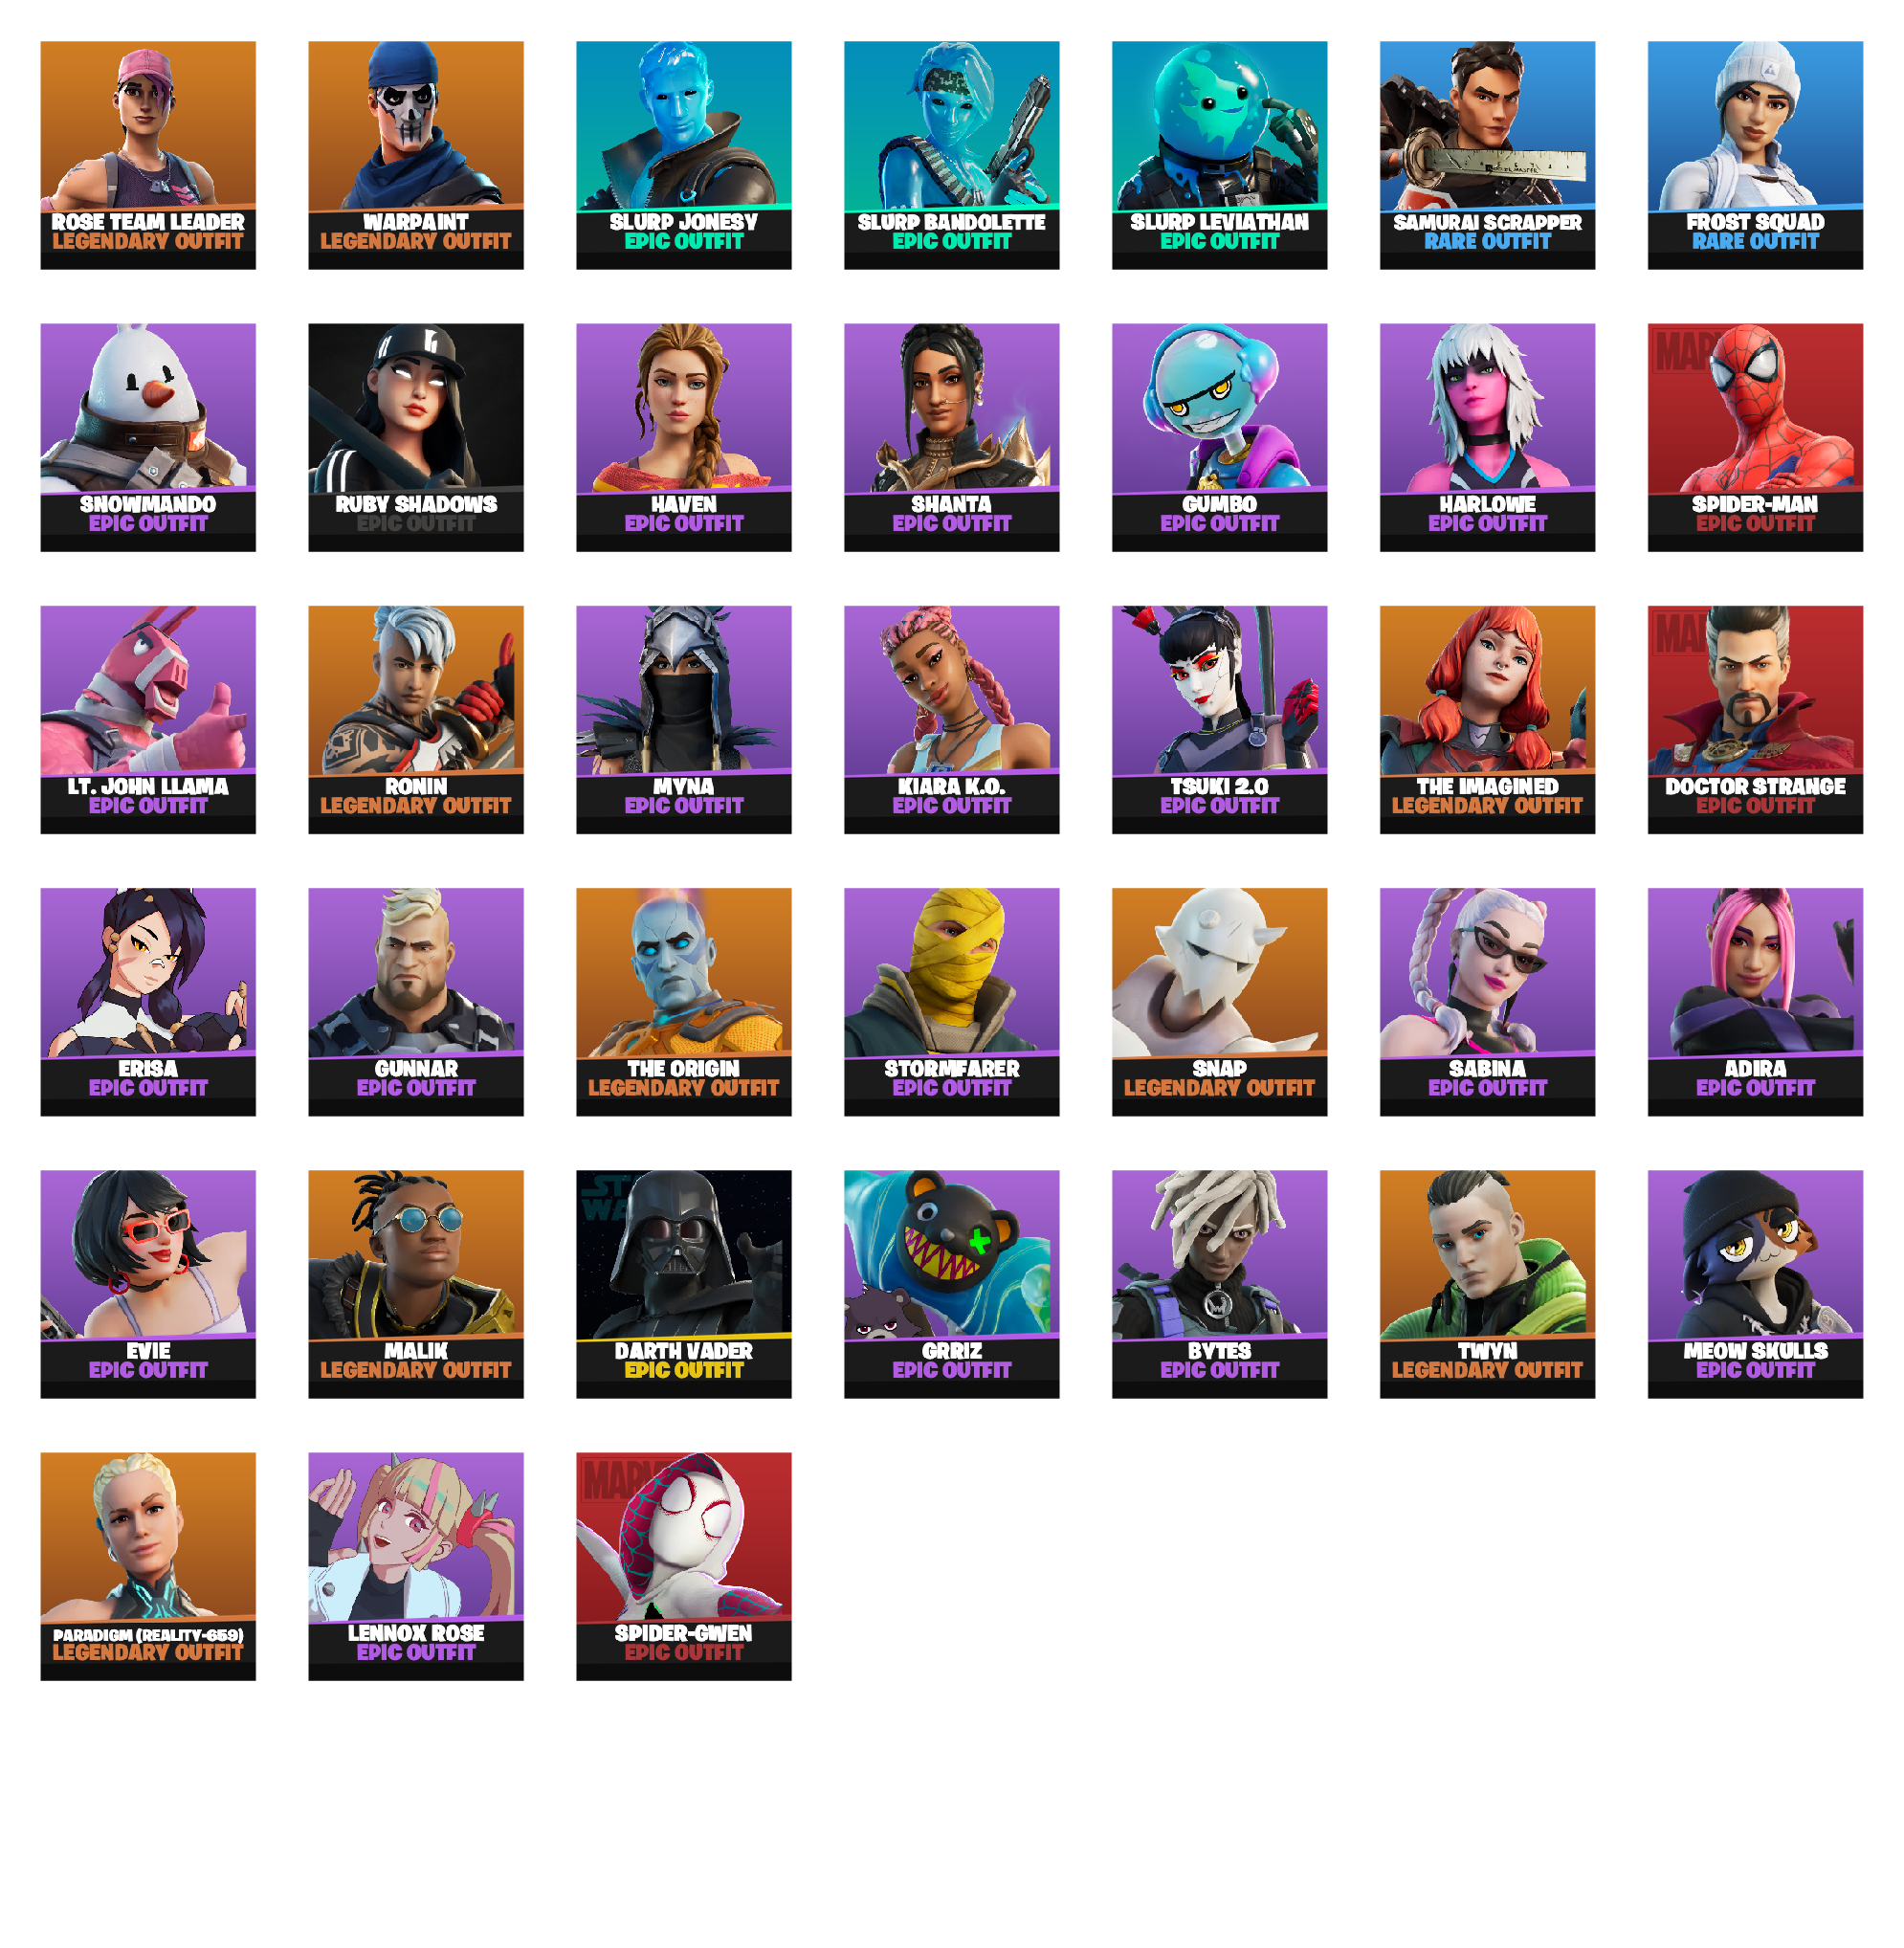 ROSE TEAM LEADER
LEGENDARY OUTFIT
WARPAINT
LEGENDARY OUTFIT
SLURP JONESY
EPIC OUTFIT
SLURP BANDOLETTE
EPIC OUTFIT
SLURP LEVIATHAN
EPIC OUTFIT
SAMURAI SCRAPPER
RARE OUTFIT
FROST SQUAD
RARE OUTFIT
SNOWMANDO
EPIC OUTFIT
RUBY SHADOWS
EPIC OUTFIT
HAVEN
EPIC OUTFIT
SHANTA
EPIC OUTFIT
GUMBO
EPIC OUTFIT
HARLOWE
EPIC OUTFIT
SPIDER-MAN
EPIC OUTFIT
LT. JOHN LLAMA
EPIC OUTFIT
RONIN
LEGENDARY OUTFIT
MYNA
EPIC OUTFIT
KIARA K.O.
EPIC OUTFIT
TSUKI 2.0
EPIC OUTFIT
THE IMAGINED
LEGENDARY OUTFIT
DOCTOR STRANGE
EPIC OUTFIT
ERISA
EPIC OUTFIT
GUNNAR
EPIC OUTFIT
THE ORIGIN
LEGENDARY OUTFIT
STORMFARER
EPIC OUTFIT
SNAP
LEGENDARY OUTFIT
SABINA
EPIC OUTFIT
ADIRA
EPIC OUTFIT
EVIE
EPIC OUTFIT
MALIK
LEGENDARY OUTFIT
DARTH VADER
EPIC OUTFIT
GRRIZ
EPIC OUTFIT
BYTES
EPIC OUTFIT
TWYN
LEGENDARY OUTFIT
MEOW SKULLS
EPIC OUTFIT
PARADIGM (REALITY-659)
LEGENDARY OUTFIT
LENNOX ROSE
EPIC OUTFIT
SPIDER-GWEN
EPIC OUTFIT